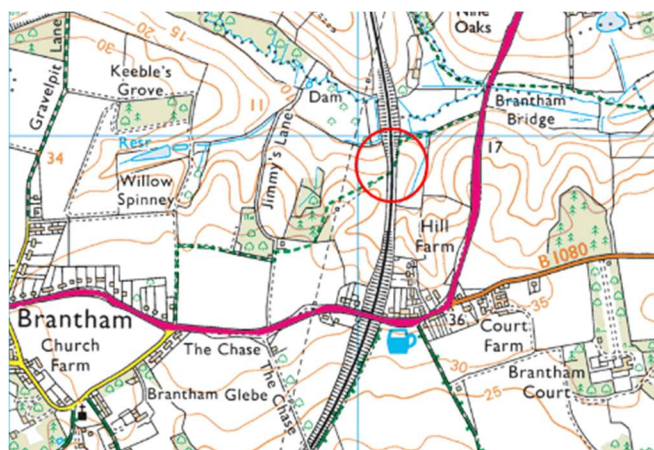 Nine
Oaks
15
30
Gravelpit Lane
Keeble's
Grove
11
10
Dam
Brantham
Bridge
Resr
34
Willow
Spinney
Jimmy's Lane
17
Hill
Farm
B 1080
Brantham
Church
Farm
The Chase
36
35
Court
Farm
30
25
The Chase
Brantham Glebe
Brantham
Court